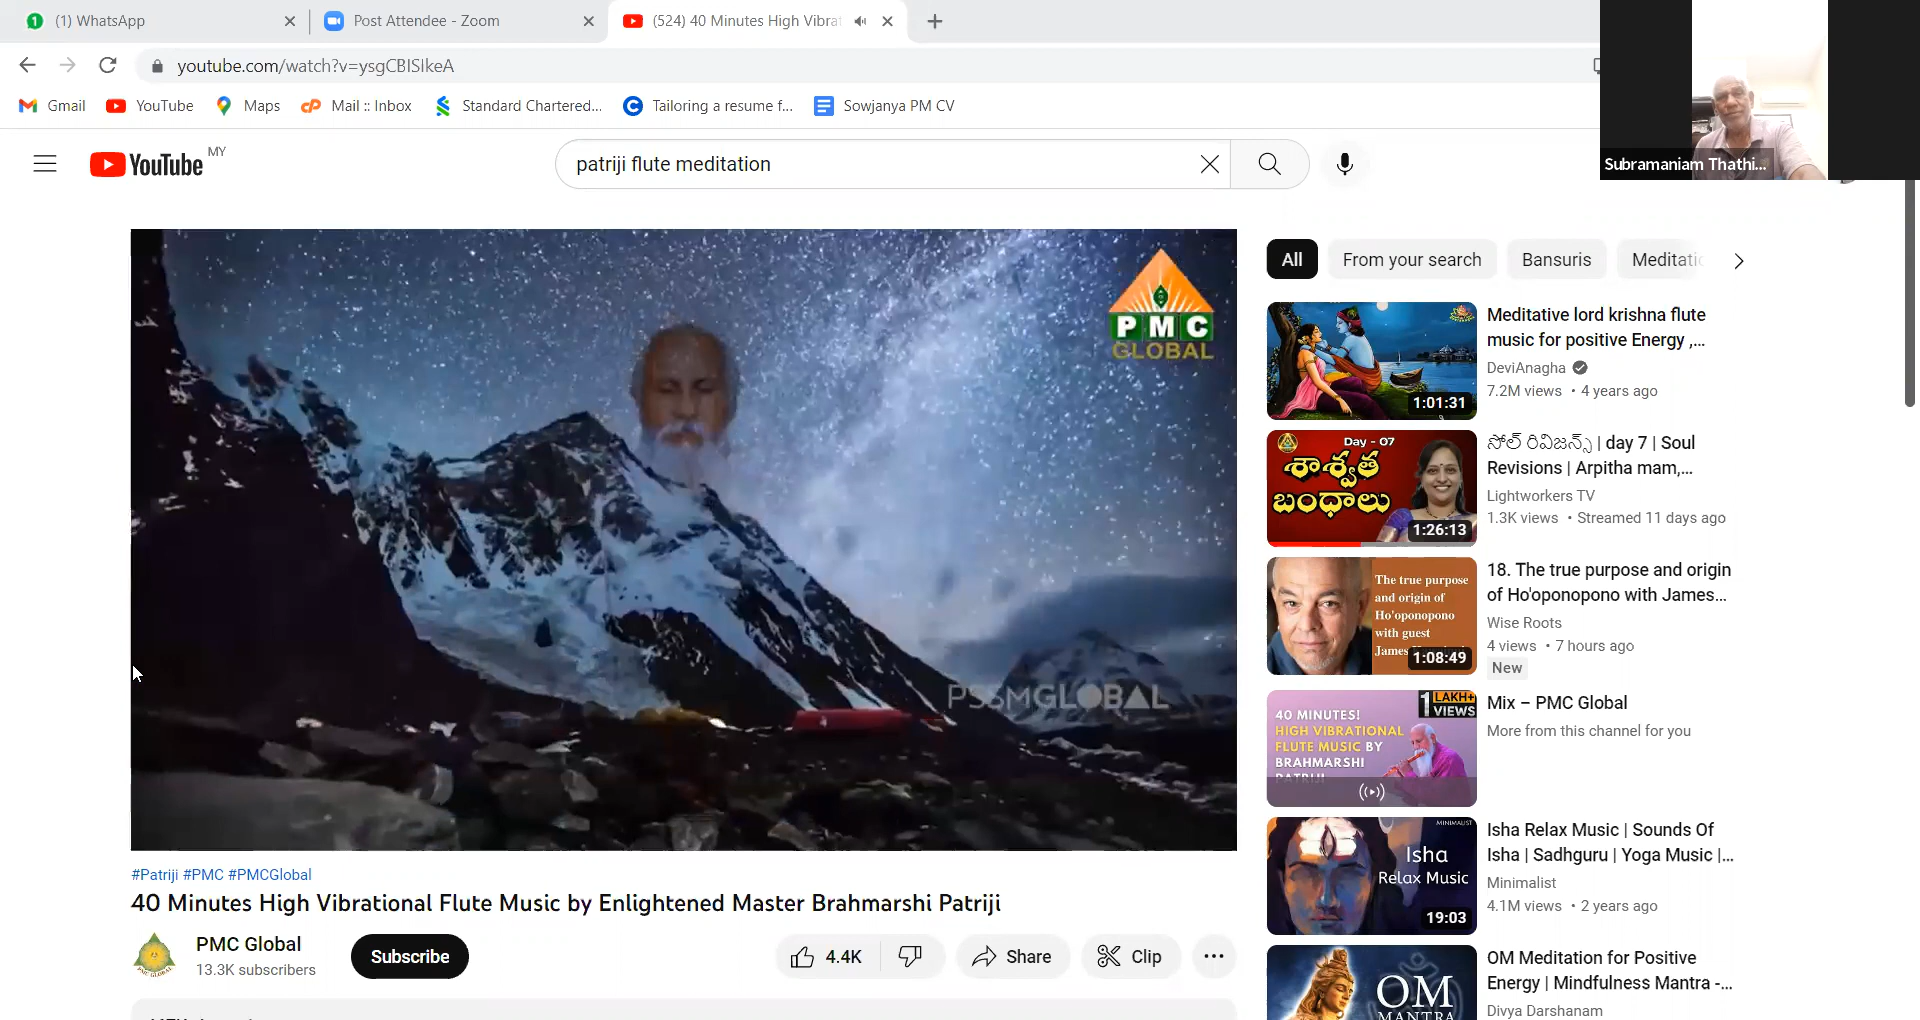 (1) WhatsApp
Post Attendee - Zoom
(524) 40 Minutes High Vibrat
youtube.com/watch?v=ysgCBISIkeA
Gmail
YouTube
Maps
Mail :: Inbox
Standard Chartered...
Tailoring a resume f...
Sowjanya PM CV
Subramaniam Thathi...
YouTube MY
patriji flute meditation
PMC
GLOBAL
PSSMGLOBAL
#Patriji #PMC #PMCGlobal
40 Minutes High Vibrational Flute Music by Enlightened Master Brahmarshi Patriji
PMC Global
13.3K subscribers
Subscribe
4.4K
Share
Clip
All
From your search
Bansuris
Meditatio
1:01:31
Meditative lord krishna flute
music for positive Energy ,...
DeviAnagha
7.2M views • 4 years ago
Day - 07
శాశ్వత
బంధాలు
1:26:13
సోల్ రివిజన్స్ | day 7 | Soul
Revisions | Arpitha mam,...
Lightworkers TV
1.3K views • Streamed 11 days ago
The true purpose
and origin of
Ho'oponopono
with guest
James
1:08:49
18. The true purpose and origin
of Ho'oponopono with James...
Wise Roots
4 views • 7 hours ago
New
1 LAKH+
VIEWS
40 MINUTES!
HIGH VIBRATIONAL
FLUTE MUSIC BY
BRAHMARSHI
PATRIJI
Mix – PMC Global
More from this channel for you
MINIMALIST
Isha
Relax Music
19:03
Isha Relax Music | Sounds Of
Isha | Sadhguru | Yoga Music |...
Minimalist
4.1M views • 2 years ago
OM
MANTRA
OM Meditation for Positive
Energy | Mindfulness Mantra -...
Divya Darshanam